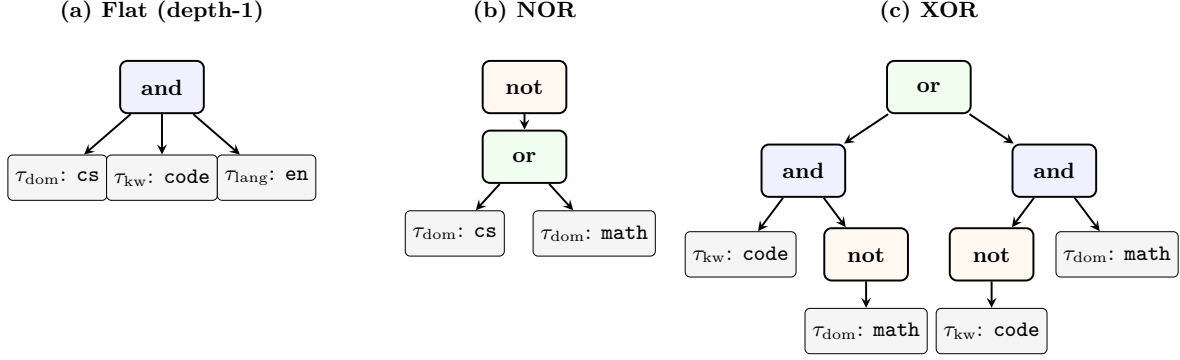 (a) Flat (depth-1)
and
τdom: cs
τkw: code
τlang: en
(b) NOR
not
or
τdom: cs
τdom: math
(c) XOR
or
and
and
τkw: code
not
not
τdom: math
τdom: math
τkw: code